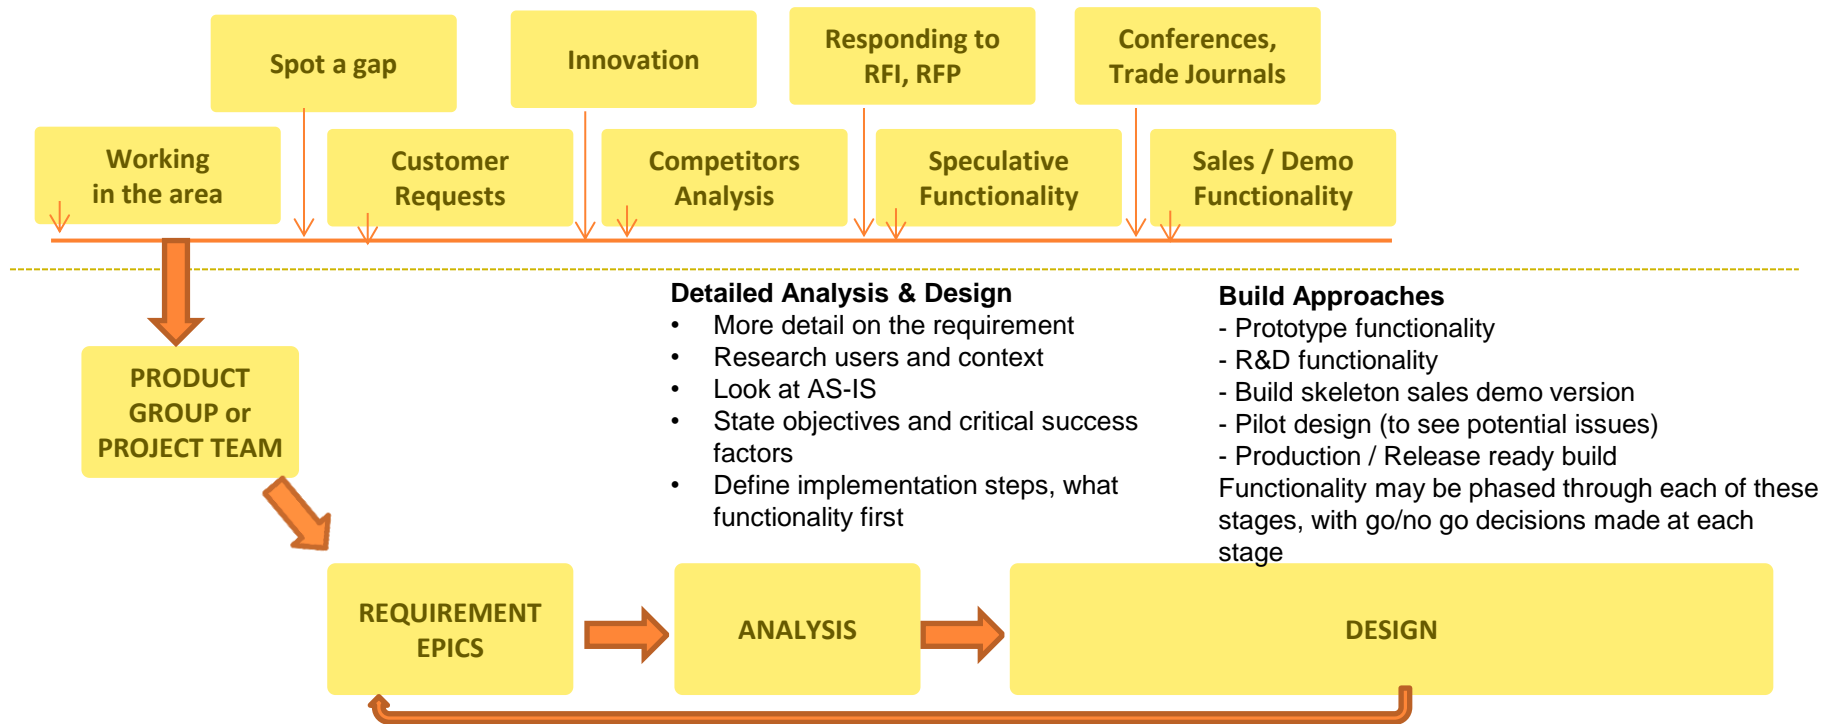 Spot a gap
Innovation
Responding to
RFI, RFP
Conferences,
Trade Journals
Working
in the area
Customer
Requests
Competitors
Analysis
Speculative
Functionality
Sales / Demo
Functionality
PRODUCT
GROUP or
PROJECT TEAM
Detailed Analysis & Design
• More detail on the requirement
• Research users and context
• Look at AS-IS
• State objectives and critical success
factors
• Define implementation steps, what
functionality first
Build Approaches
- Prototype functionality
- R&D functionality
- Build skeleton sales demo version
- Pilot design (to see potential issues)
- Production / Release ready build
Functionality may be phased through each of these
stages, with go/no go decisions made at each
stage
REQUIREMENT
EPICS
ANALYSIS
DESIGN